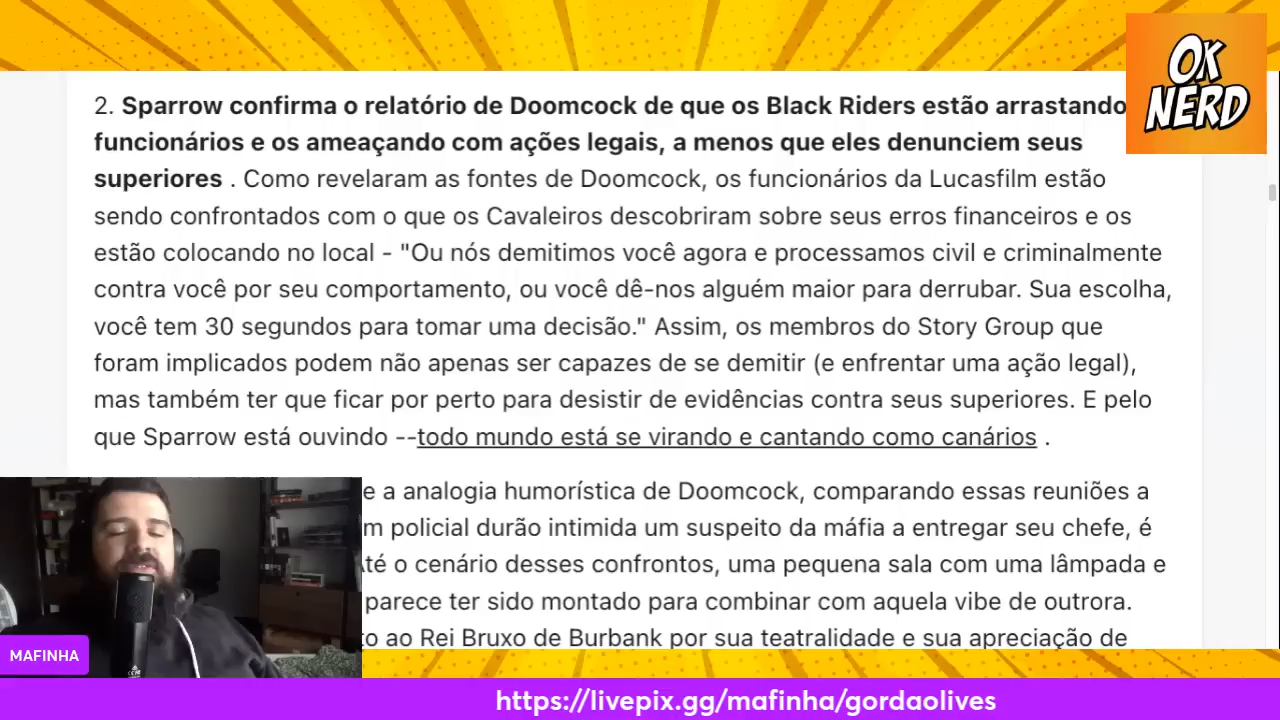 OK
NERD
2. Sparrow confirma o relatório de Doomcock de que os Black Riders estão arrastando
funcionários e os ameaçando com ações legais, a menos que eles denunciem seus
superiores . Como revelaram as fontes de Doomcock, os funcionários da Lucasfilm estão
sendo confrontados com o que os Cavaleiros descobriram sobre seus erros financeiros e os
estão colocando no local - "Ou nós demitimos você agora e processamos civil e criminalmente
contra você por seu comportamento, ou você dê-nos alguém maior para derrubar. Sua escolha,
você tem 30 segundos para tomar uma decisão." Assim, os membros do Story Group que
foram implicados podem não apenas ser capazes de se demitir (e enfrentar uma ação legal),
mas também ter que ficar por perto para desistir de evidências contra seus superiores. E pelo
que Sparrow está ouvindo --todo mundo está se virando e cantando como canários .
e a analogia humorística de Doomcock, comparando essas reuniões a
m policial durão intimida um suspeito da máfia a entregar seu chefe, é
té o cenário desses confrontos, uma pequena sala com uma lâmpada e
parece ter sido montado para combinar com aquela vibe de outrora.
o ao Rei Bruxo de Burbank por sua teatralidade e sua apreciação de
MAFINHA
https://livepix.gg/mafinha/gordaolives